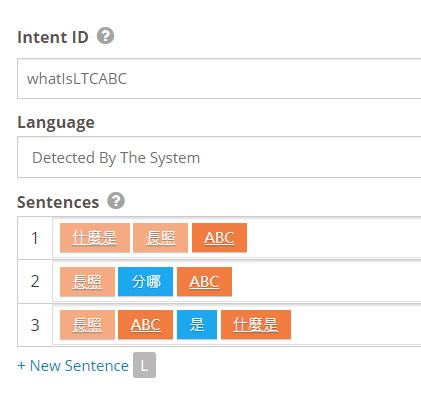 Intent ID ?
whatIsLTCABC
Language
Detected By The System
Sentences ?
1 什麼是 長照 ABC
2 長照 分哪 ABC
3 長照 ABC 是 什麼是
+ New Sentence L